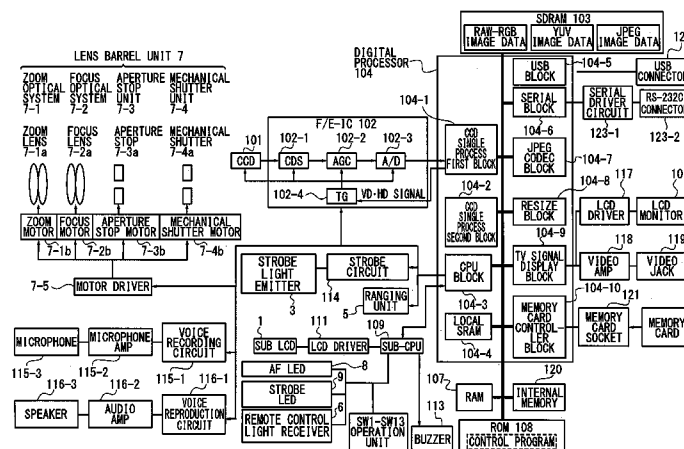 SDRAM 103
RAW-RGB IMAGE DATA
YUV IMAGE DATA
JPEG IMAGE DATA
LENS BARREL UNIT 7
ZOOM OPTICAL SYSTEM 7-1
FOCUS OPTICAL SYSTEM 7-2
APERTURE STOP UNIT 7-3
MECHANICAL SHUTTER UNIT 7-4
ZOOM LENS 7-1a
FOCUS LENS 7-2a
APERTURE STOP 7-3a
MECHANICAL SHUTTER 7-4a
ZOOM MOTOR
7-1b
FOCUS MOTOR
7-2b
APERTURE STOP MOTOR
7-3b
MECHANICAL SHUTTER MOTOR
7-4b
7-5
MOTOR DRIVER
F/E-IC 102
101
CCD
102-1
CDS
102-2
AGC
102-3
A/D
102-4
TG
VD·HD SIGNAL
DIGITAL PROCESSOR 104
104-1
CCD SINGLE PROCESS FIRST BLOCK
104-2
CCD SINGLE PROCESS SECOND BLOCK
CPU BLOCK
104-3
LOCAL SRAM
104-4
USB BLOCK
104-5
SERIAL BLOCK
104-6
JPEG CODEC BLOCK
104-7
104-8
RESIZE BLOCK
104-9
TV SIGNAL DISPLAY BLOCK
104-10
MEMORY CARD CONTROLLER BLOCK
USB CONNECTOR
SERIAL DRIVER CIRCUIT
123-1
RS-232C CONNECTOR
123-2
117
LCD DRIVER
LCD MONITOR
118
VIDEO AMP
119
VIDEO JACK
121
MEMORY CARD SOCKET
MEMORY CARD
STROBE LIGHT EMITTER
3
STROBE CIRCUIT
114
RANGING UNIT
5
1
SUB LCD
111
LCD DRIVER
109
SUB-CPU
AF LED
8
STROBE LED
9
REMOTE CONTROL LIGHT RECEIVER
6
SW1-SW13 OPERATION UNIT
113
BUZZER
MICROPHONE
115-3
MICROPHONE AMP
115-2
VOICE RECORDING CIRCUIT
115-1
116-3
SPEAKER
116-2
AUDIO AMP
116-1
VOICE REPRODUCTION CIRCUIT
107
RAM
120
INTERNAL MEMORY
ROM 108
CONTROL PROGRAM